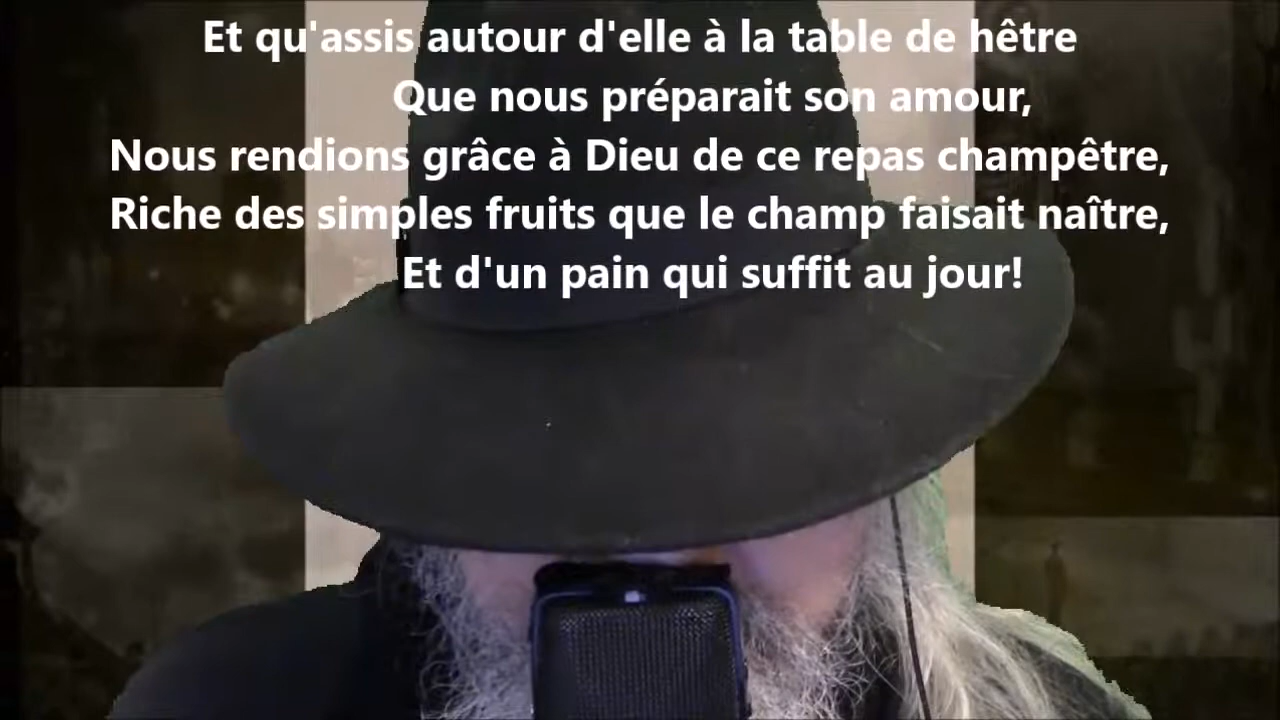 Et qu'assis autour d'elle à la table de hêtre
Que nous préparait son amour,
Nous rendions grâce à Dieu de ce repas champêtre,
Riche des simples fruits que le champ faisait naître,
Et d'un pain qui suffit au jour!